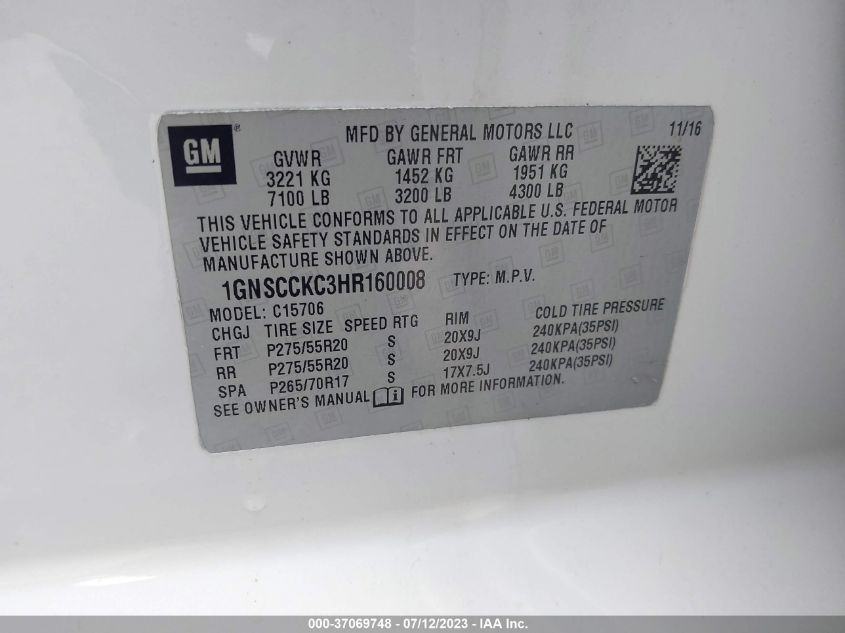 GM ® MFD BY GENERAL MOTORS LLC 11/16
GVWR GAWR FRT GAWR RR
3221 KG 1452 KG 1951 KG
7100 LB 3200 LB 4300 LB
THIS VEHICLE CONFORMS TO ALL APPLICABLE U.S. FEDERAL MOTOR
VEHICLE SAFETY STANDARDS IN EFFECT ON THE DATE OF
MANUFACTURE SHOWN ABOVE.
1GNSCCKC3HR160008 TYPE: M.P.V.
MODEL: C15706
CHGJ TIRE SIZE SPEED RTG RIM COLD TIRE PRESSURE
FRT P275/55R20 S 20X9J 240KPA(35PSI)
RR P275/55R20 S 20X9J 240KPA(35PSI)
SPA P265/70R17 S 17X7.5J 240KPA(35PSI)
SEE OWNER'S MANUAL i FOR MORE INFORMATION.
000-37069748 - 07/12/2023 - IAA Inc.